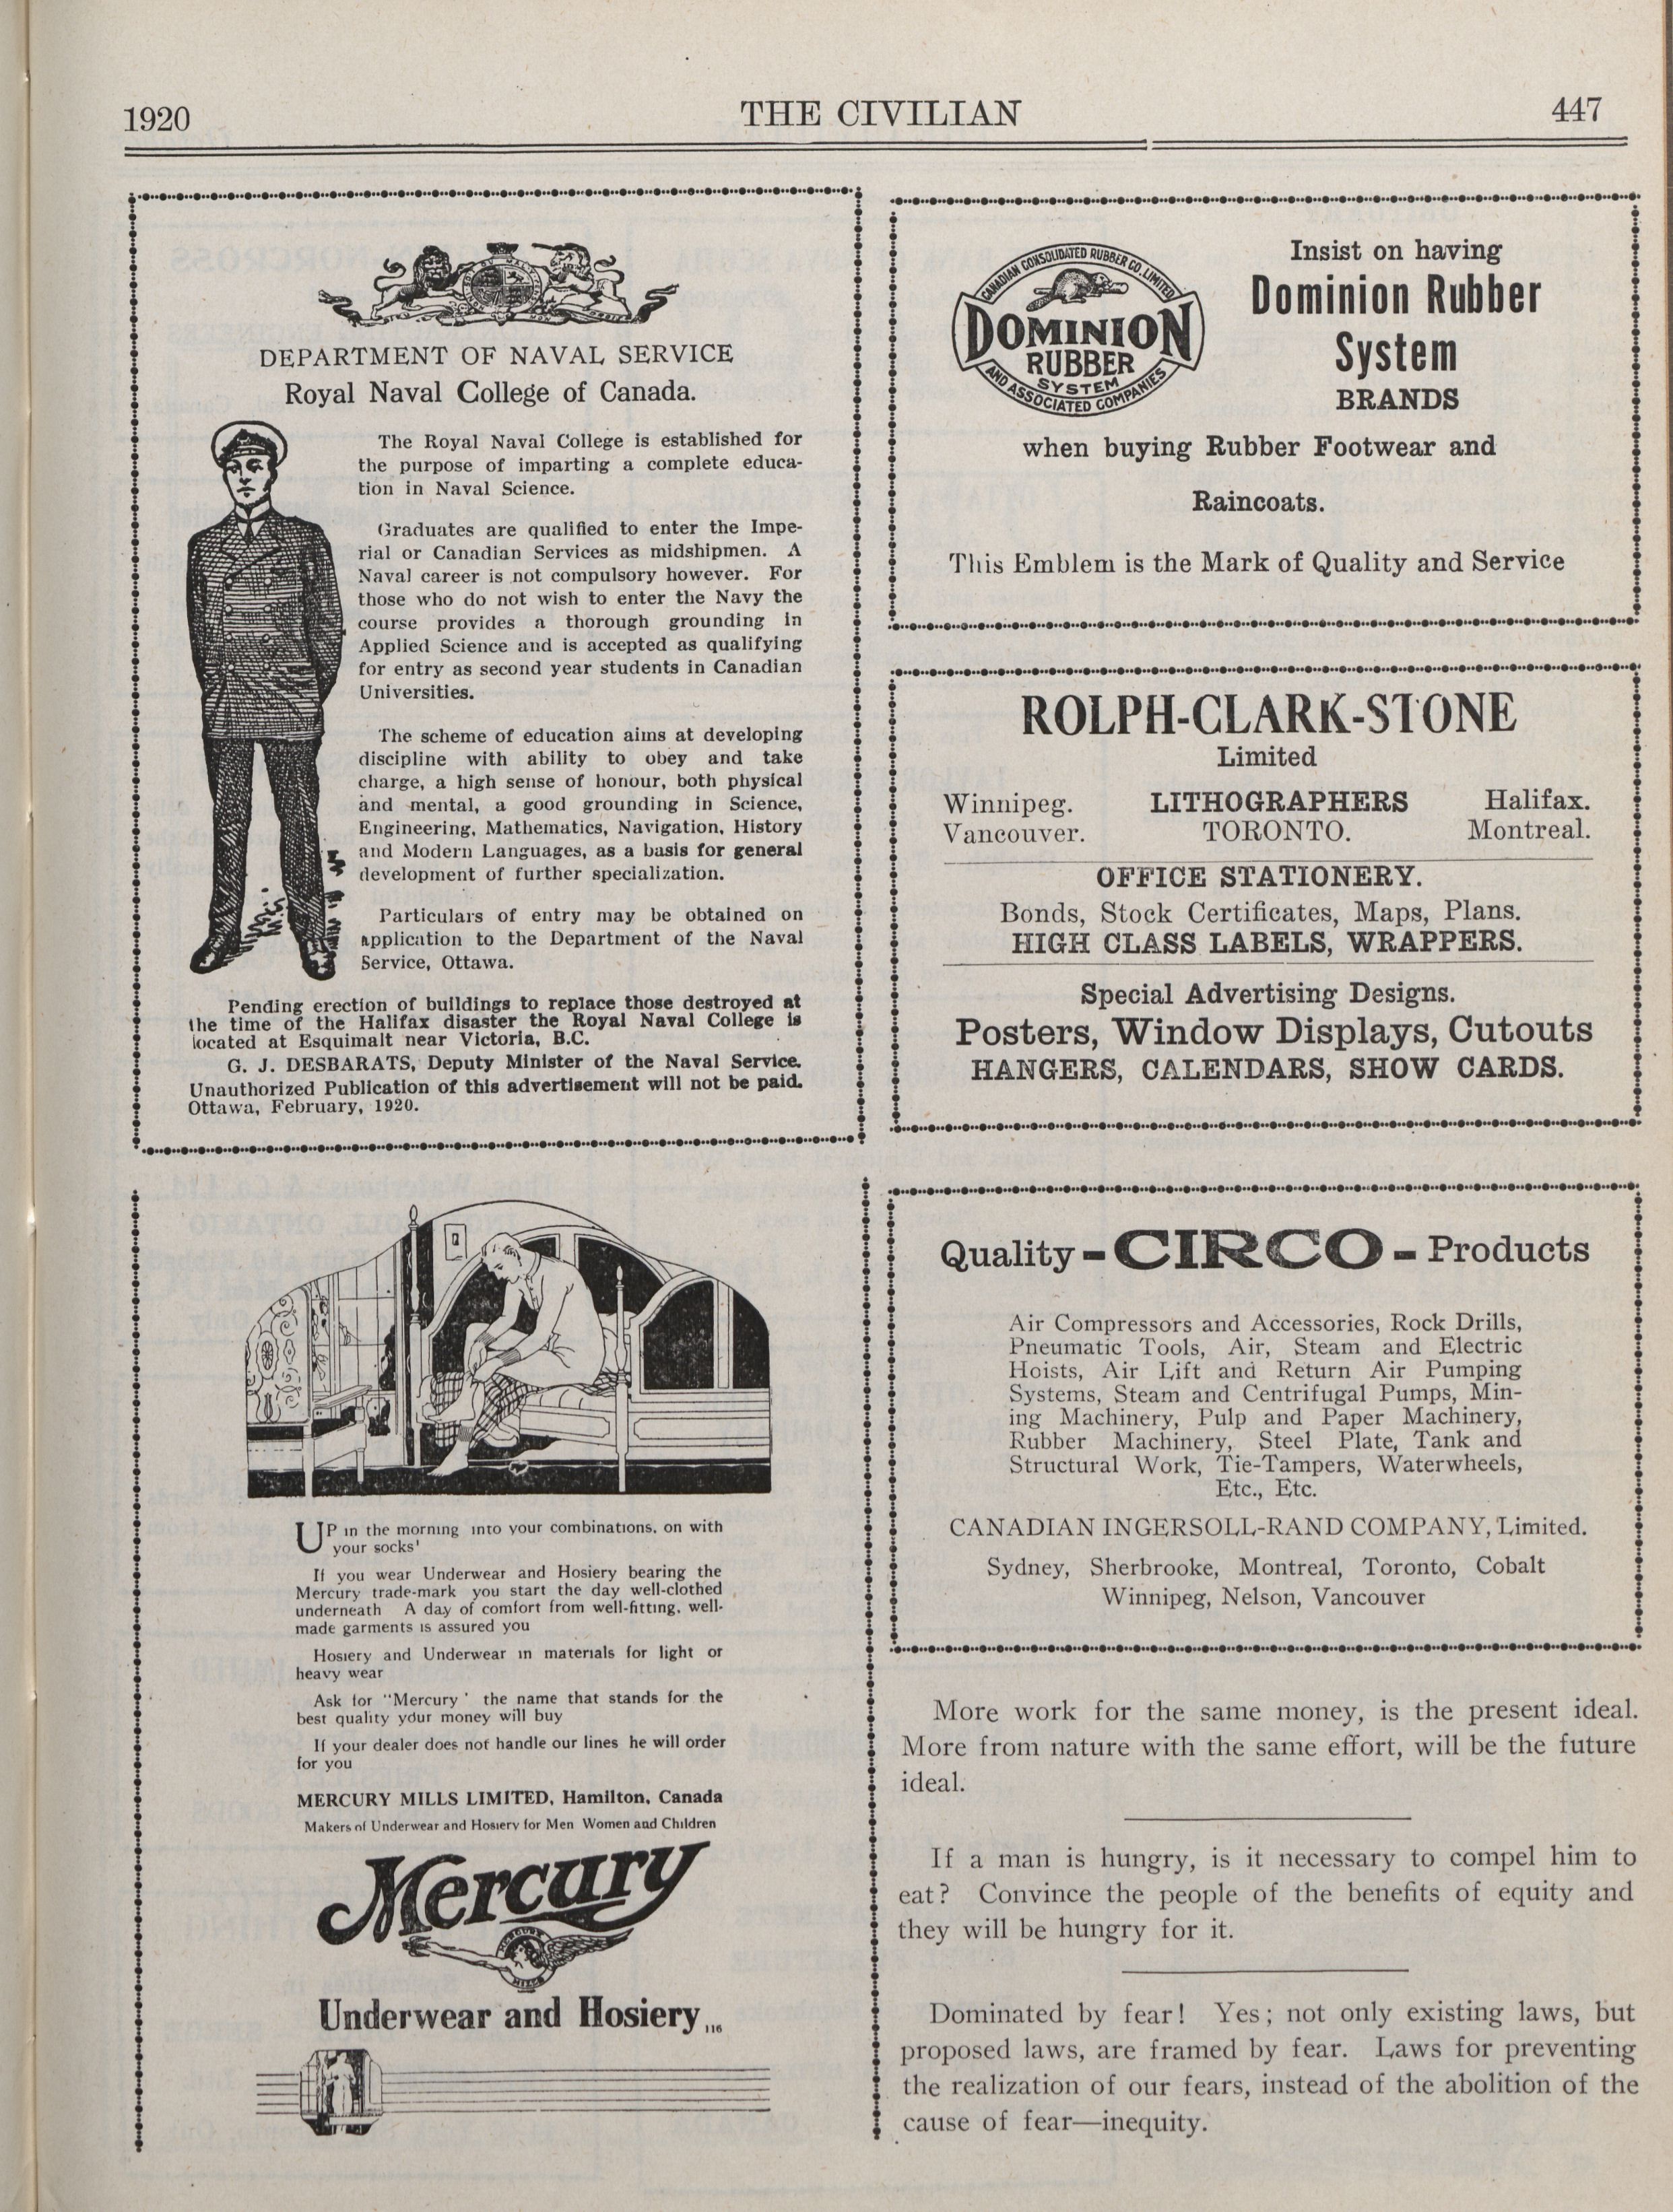 1920
THE CIVILIAN
447
DEPARTMENT OF NAVAL SERVICE
Royal Naval College of Canada.
The Royal Naval College is established for
the purpose of imparting a complete educa-
tion in Naval Science.
Graduates are qualified to enter the Impe-
rial or Canadian Services as midshipmen. A
Naval career is not compulsory however. For
those who do not wish to enter the Navy the
course provides a thorough grounding in
Applied Science and is accepted as qualifying
for entry as second year students in Canadian
Universities.
The scheme of education aims at developing
discipline with ability to obey and take
charge, a high sense of honour, both physical
and mental, a good grounding in Science,
Engineering, Mathematics, Navigation, History
and Modern Languages, as a basis for general
development of further specialization.
Particulars of entry may be obtained on
application to the Department of the Naval
Service, Ottawa.
Pending erection of buildings to replace those destroyed at
the time of the Halifax disaster the Royal Naval College is
located at Esquimalt near Victoria, B.C.
G. J. DESBARATS, Deputy Minister of the Naval Service.
Unauthorized Publication of this advertisement will not be paid.
Ottawa, February, 1920.
UP in the morning into your combinations, on with
your socks'
If you wear Underwear and Hosiery bearing the
Mercury trade-mark you start the day well-clothed
underneath A day of comfort from well-fitting, well-
made garments is assured you
Hosiery and Underwear in materials for light or
heavy wear
Ask for "Mercury' the name that stands for the
best quality your money will buy
If your dealer does not handle our lines he will order
for you
MERCURY MILLS LIMITED, Hamilton, Canada
Makers of Underwear and Hosiery for Men Women and Children
Mercury
MERCURY
MILLS
Underwear and Hosiery
116
CANADIAN CONSOLIDATED RUBBER CO. LIMITED
DOMINION
RUBBER
SYSTEM
AND ASSOCIATED COMPANIES
Insist on having
Dominion Rubber
System
BRANDS
when buying Rubber Footwear and
Raincoats.
This Emblem is the Mark of Quality and Service
ROLPH-CLARK-STONE
Limited
Winnipeg. LITHOGRAPHERS Halifax.
Vancouver. TORONTO. Montreal.
OFFICE STATIONERY.
Bonds, Stock Certificates, Maps, Plans.
HIGH CLASS LABELS, WRAPPERS.
Special Advertising Designs.
Posters, Window Displays, Cutouts
HANGERS, CALENDARS, SHOW CARDS.
Quality - CIRCO - Products
Air Compressors and Accessories, Rock Drills,
Pneumatic Tools, Air, Steam and Electric
Hoists, Air Lift and Return Air Pumping
Systems, Steam and Centrifugal Pumps, Min-
ing Machinery, Pulp and Paper Machinery,
Rubber Machinery, Steel Plate, Tank and
Structural Work, Tie-Tampers, Waterwheels,
Etc., Etc.
CANADIAN INGERSOLL-RAND COMPANY, Limited.
Sydney, Sherbrooke, Montreal, Toronto, Cobalt
Winnipeg, Nelson, Vancouver
More work for the same money, is the present ideal.
More from nature with the same effort, will be the future
ideal.
If a man is hungry, is it necessary to compel him to
eat? Convince the people of the benefits of equity and
they will be hungry for it.
Dominated by fear! Yes; not only existing laws, but
proposed laws, are framed by fear. Laws for preventing
the realization of our fears, instead of the abolition of the
cause of fear—inequity.